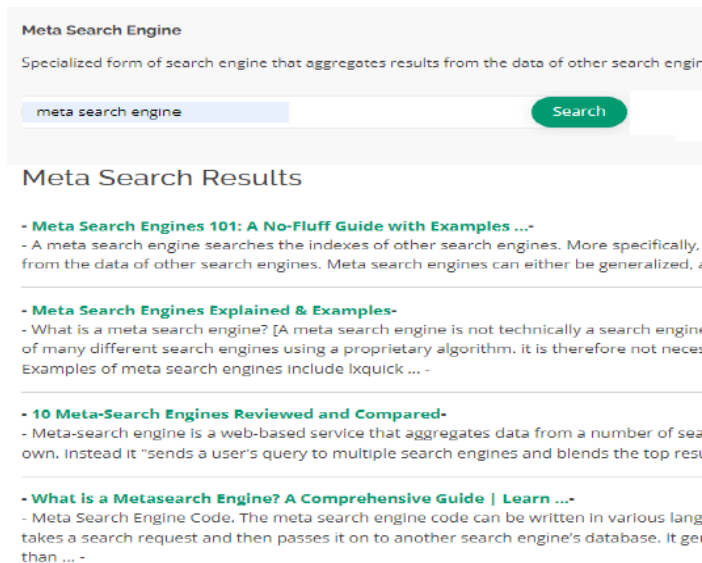 Meta Search Engine
Specialized form of search engine that aggregates results from the data of other search engin
meta search engine
Search
Meta Search Results
- Meta Search Engines 101: A No-Fluff Guide with Examples ...-
- A meta search engine searches the indexes of other search engines. More specifically,
from the data of other search engines. Meta search engines can either be generalized, a
- Meta Search Engines Explained & Examples-
- What is a meta search engine? [A meta search engine is not technically a search engine
of many different search engines using a proprietary algorithm. it is therefore not neces
Examples of meta search engines include Ixquick ... -
- 10 Meta-Search Engines Reviewed and Compared-
- Meta-search engine is a web-based service that aggregates data from a number of sea
own. Instead it "sends a user's query to multiple search engines and blends the top resu
- What is a Metasearch Engine? A Comprehensive Guide | Learn ...-
- Meta Search Engine Code. The meta search engine code can be written in various lang
takes a search request and then passes it on to another search engine's database. It ger
than ... -